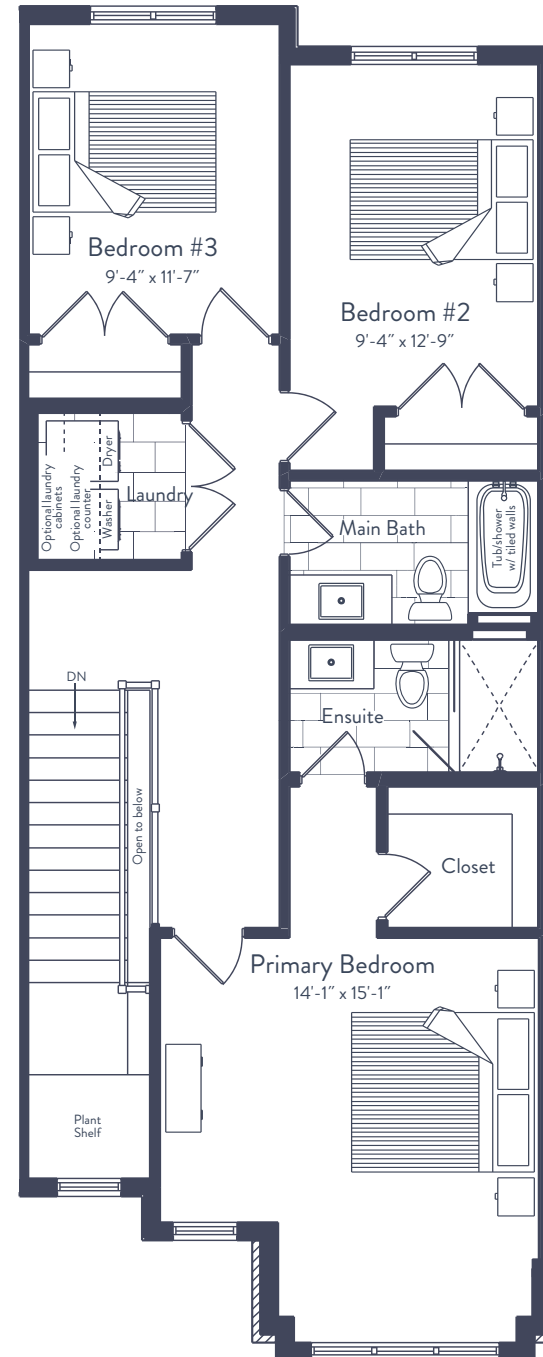 Bedroom #3
9'-4″ x 11'-7″
Bedroom #2
9'-4″ x 12'-9″
Optional laundry
cabinets
Optional laundry
counter
Dryer
Washer
Laundry
Main Bath
Tub/shower
w/ tiled walls
Ensuite
DN
Open to below
Closet
Primary Bedroom
14'-1″ x 15'-1″
Plant
Shelf